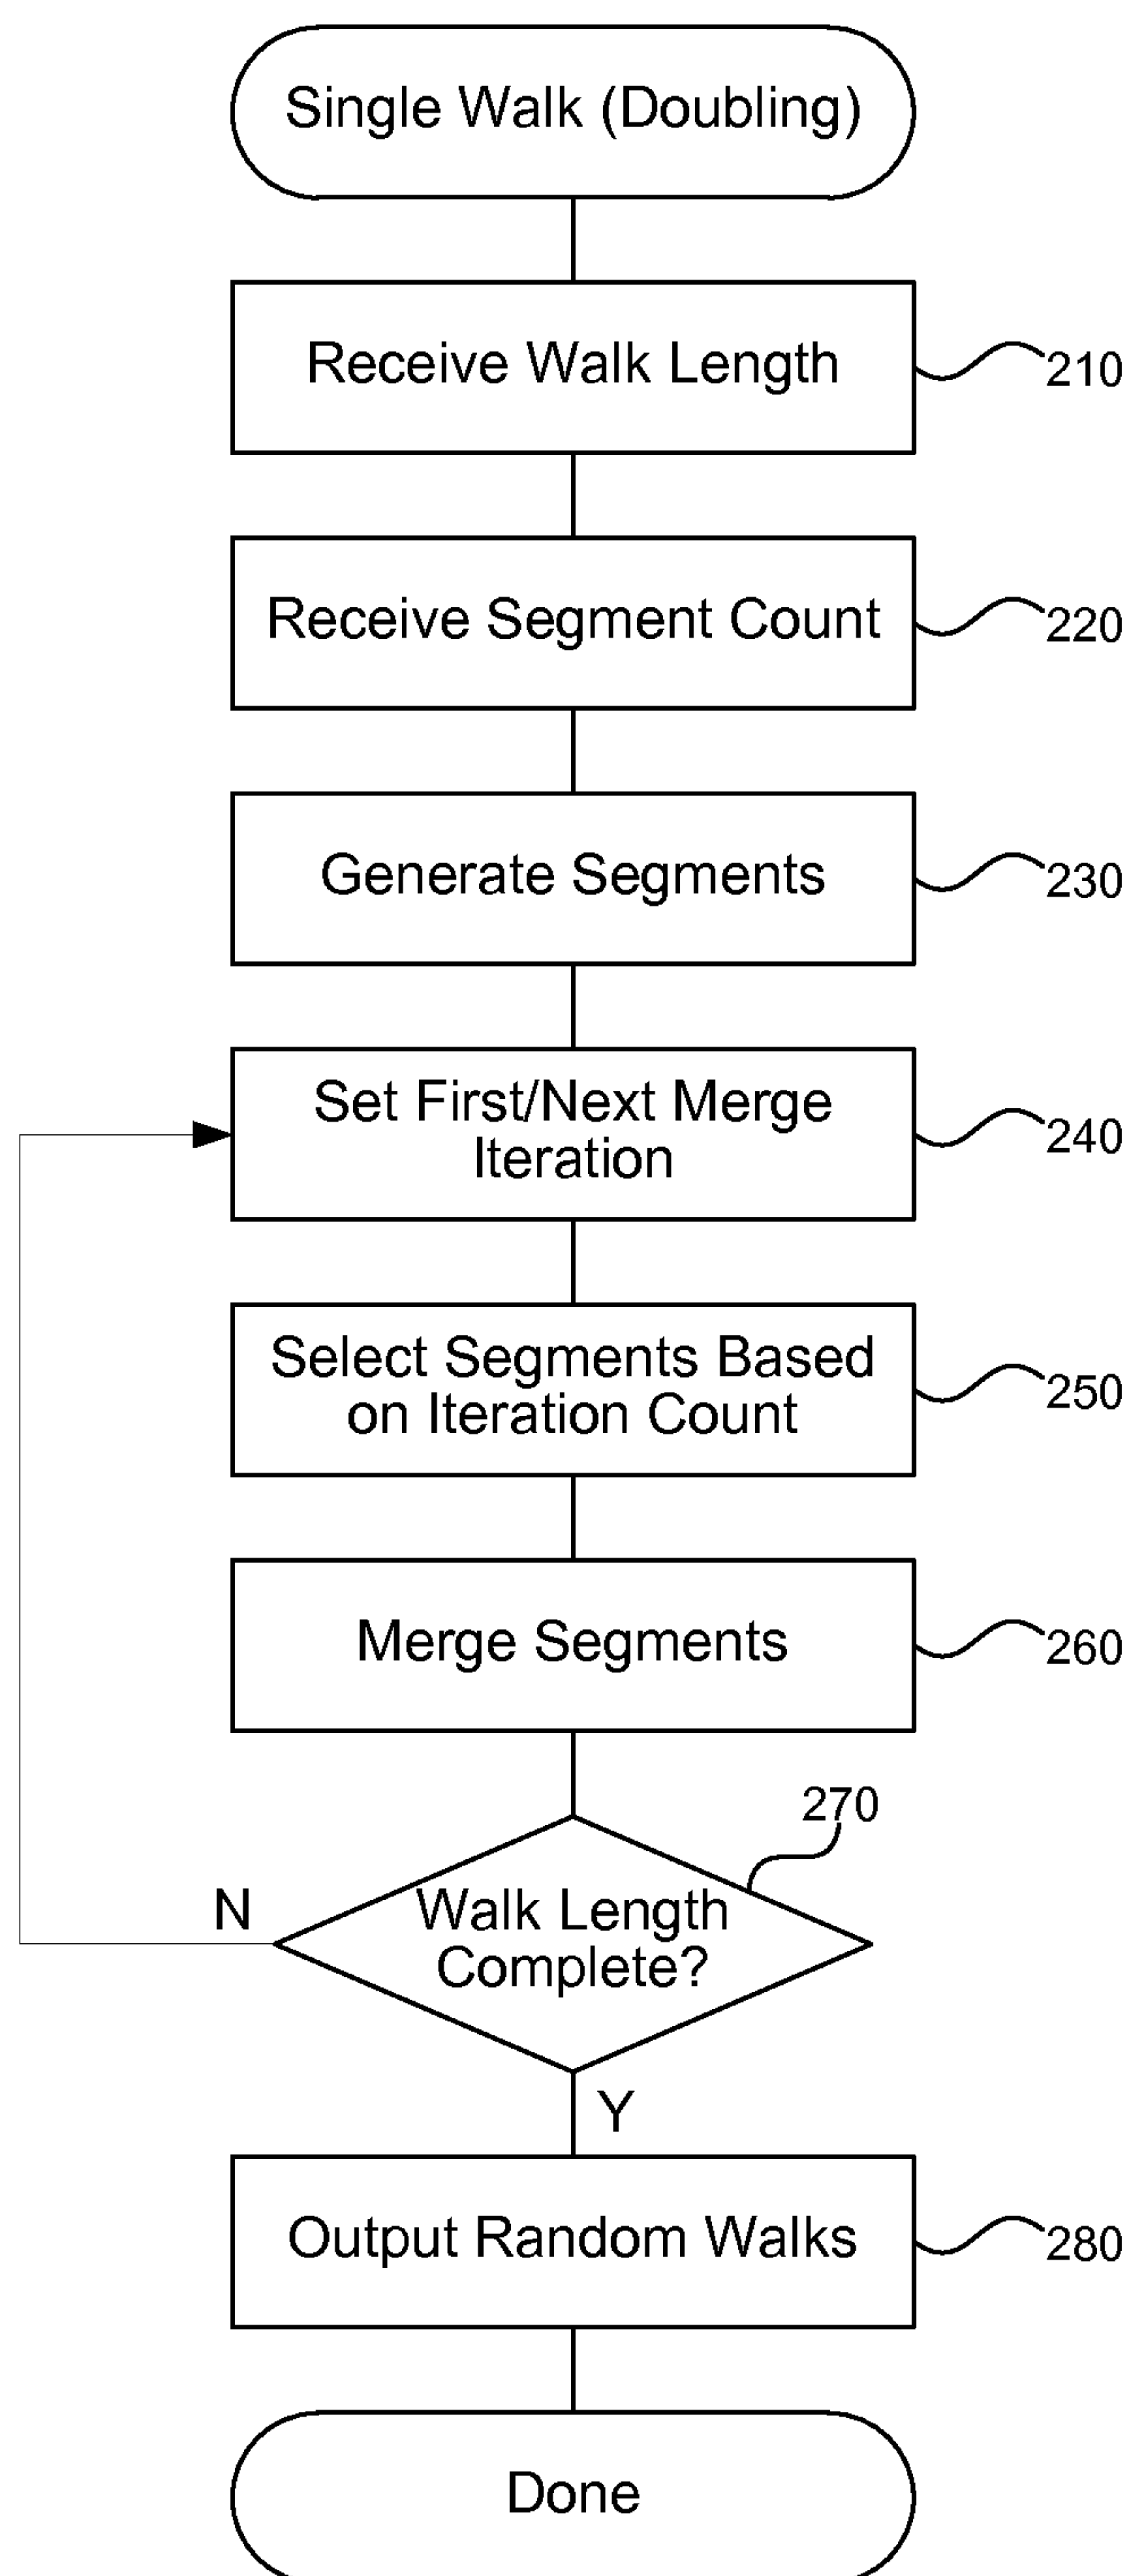 Single Walk (Doubling)
Receive Walk Length
210
Receive Segment Count
220
Generate Segments
230
Set First/Next Merge
Iteration
240
Select Segments Based
on Iteration Count
250
Merge Segments
260
270
Walk Length
Complete?
N
Y
Output Random Walks
280
Done